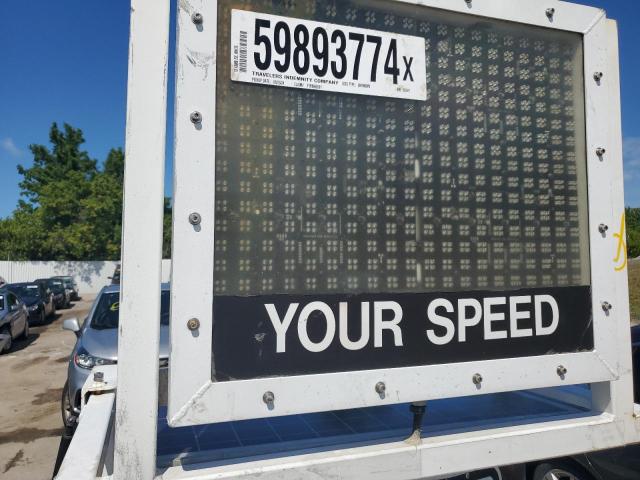 59893774x
TRAVELERS INDEMNITY COMPANY
YOUR SPEED